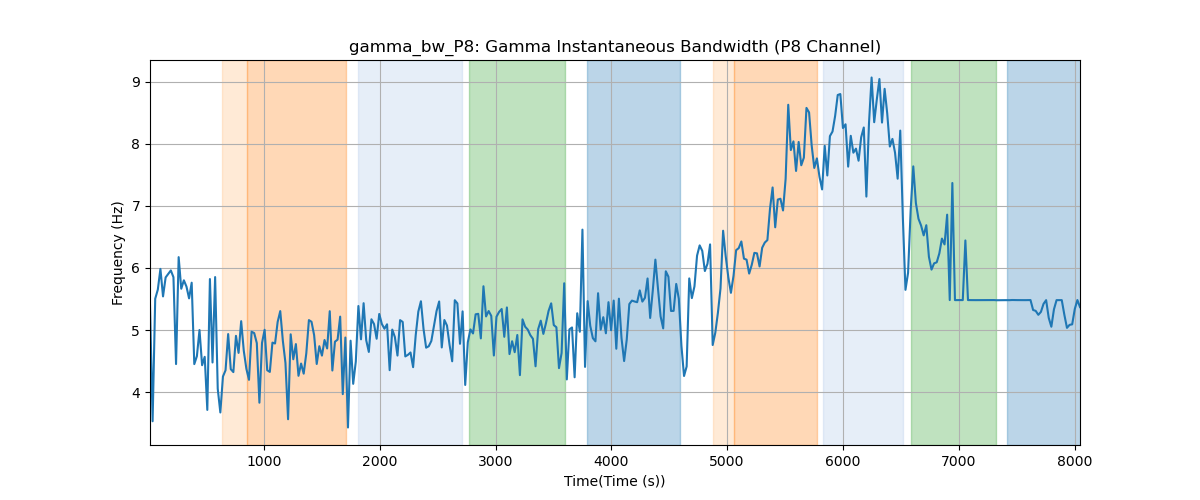 gamma_bw_P8: Gamma Instantaneous Bandwidth (P8 Channel)
Frequency (Hz)
9
8
7
6
5
4
1000 2000 3000 4000 5000 6000 7000 8000
Time(Time (s))